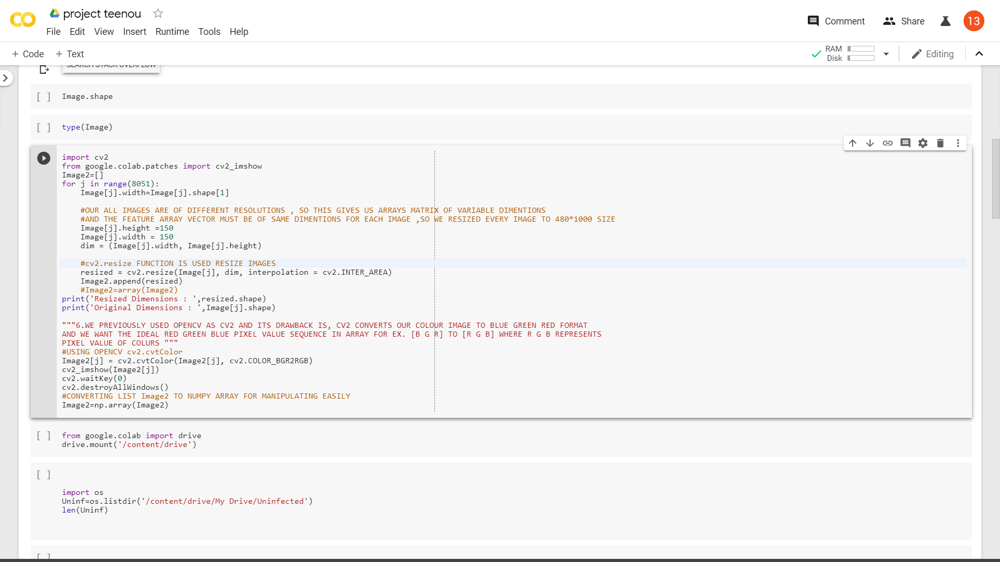 project teenou
Comment
Share
13
File Edit View Insert Runtime Tools Help
+ Code + Text
RAM
Disk
Editing
SEARCH STACK OVERFLOW
[ ] Image.shape
[ ] type(Image)
import cv2
from google.colab.patches import cv2_imshow
Image2=[]
for j in range(8051):
    Image[j].width=Image[j].shape[1]
    #OUR ALL IMAGES ARE OF DIFFERENT RESOLUTIONS , SO THIS GIVES US ARRAYS MATRIX OF VARIABLE DIMENTIONS
    #AND THE FEATURE ARRAY VECTOR MUST BE OF SAME DIMENTIONS FOR EACH IMAGE ,SO WE RESIZED EVERY IMAGE TO 480*1000 SIZE
    Image[j].height =150
    Image[j].width = 150
    dim = (Image[j].width, Image[j].height)
    #cv2.resize FUNCTION IS USED RESIZE IMAGES
    resized = cv2.resize(Image[j], dim, interpolation = cv2.INTER_AREA)
    Image2.append(resized)
    #Image2=array(Image2)
print('Resized Dimensions : ',resized.shape)
print('Original Dimensions : ',Image[j].shape)
"""6.WE PREVIOUSLY USED OPENCV AS CV2 AND ITS DRAWBACK IS, CV2 CONVERTS OUR COLOUR IMAGE TO BLUE GREEN RED FORMAT
AND WE WANT THE IDEAL RED GREEN BLUE PIXEL VALUE SEQUENCE IN ARRAY FOR EX. [B G R] TO [R G B] WHERE R G B REPRESENTS
PIXEL VALUE OF COLURS """
#USING OPENCV cv2.cvtColor
Image2[j] = cv2.cvtColor(Image2[j], cv2.COLOR_BGR2RGB)
cv2_imshow(Image2[j])
cv2.waitKey(0)
cv2.destroyAllWindows()
#CONVERTING LIST Image2 TO NUMPY ARRAY FOR MANIPULATING EASILY
Image2=np.array(Image2)
[ ] from google.colab import drive
drive.mount('/content/drive')
[ ]
import os
Uninf=os.listdir('/content/drive/My Drive/Uninfected')
len(Uninf)
[ ]